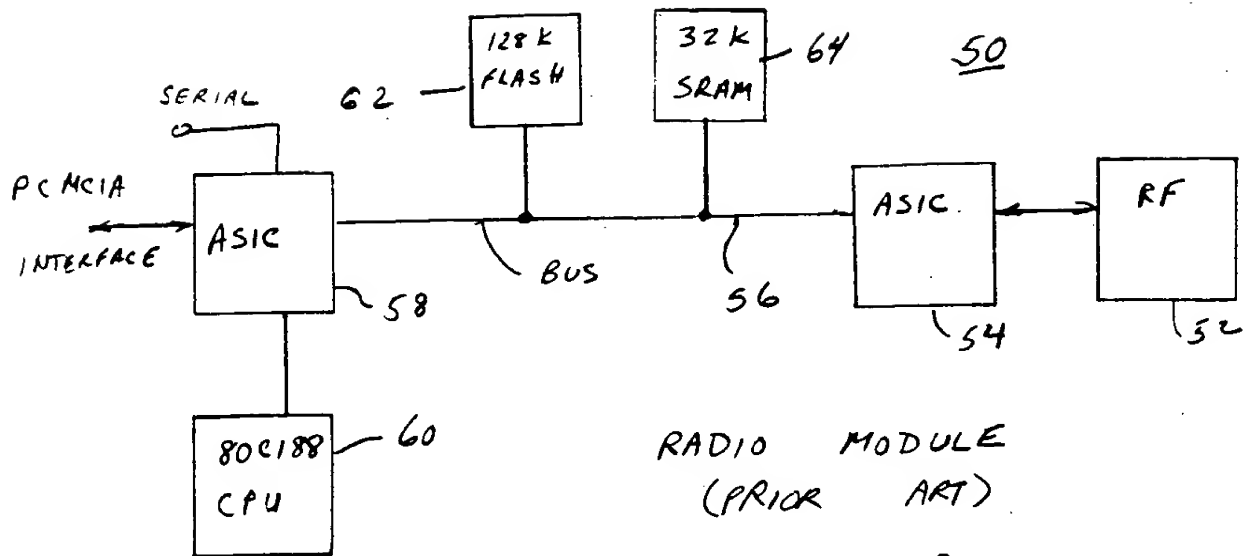 128K
FLASH
62
32K
SRAM
64
50
SERIAL
PCMCIA
INTERFACE
ASIC
58
BUS
56
ASIC.
54
RF
52
80C188
CPU
60
RADIO MODULE
(PRIOR ART)